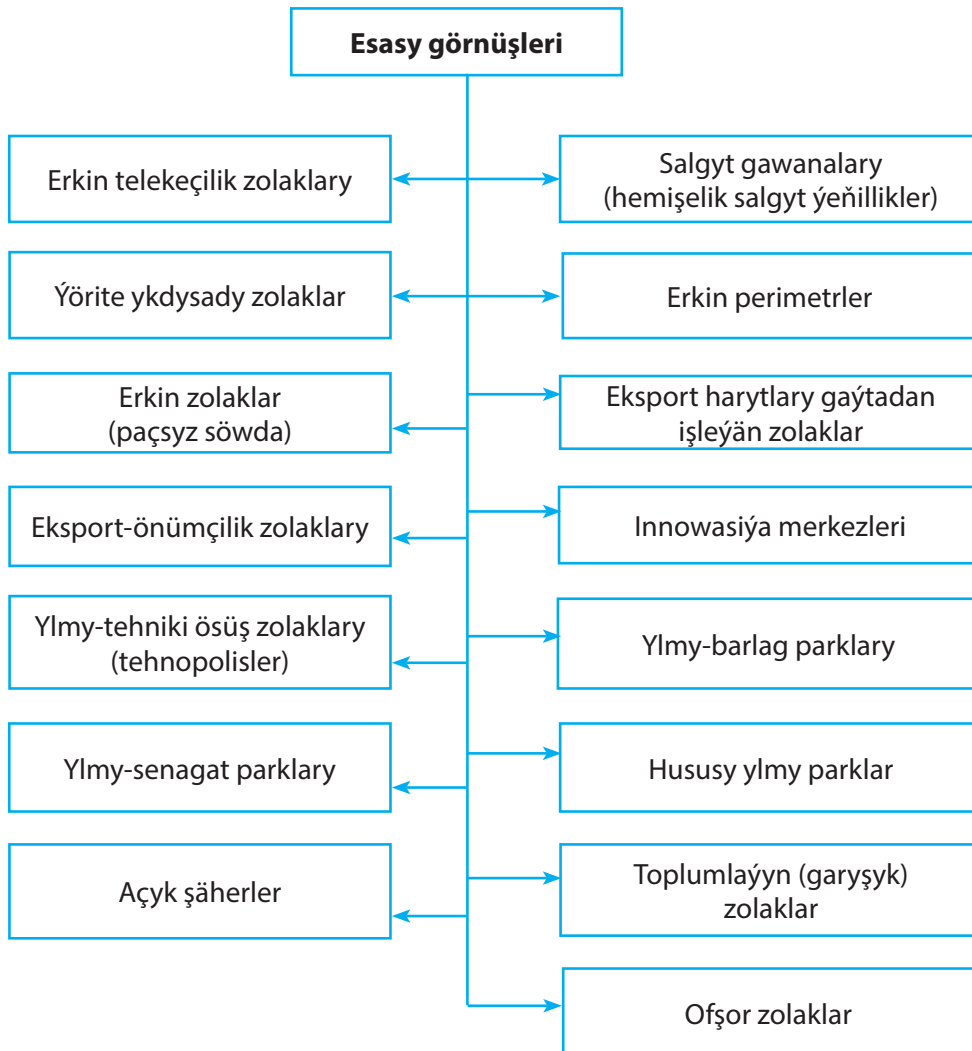 Esasy görnüşleri
Erkin telekeçilik zolaklary
Salgyt gawanalary
(hemişelik salgyt ýeňillikler)
Ýörite ykdysady zolaklar
Erkin perimetrler
Erkin zolaklar
(paçsyz söwda)
Eksport harytlary gaýtadan
işleýän zolaklar
Eksport-önümçilik zolaklary
Innowasiýa merkezleri
Ylmy-tehniki ösüş zolaklary
(tehnopolisler)
Ylmy-barlag parklary
Ylmy-senagat parklary
Hususy ylmy parklar
Açyk şäherler
Toplumlaýyn (garyşyk)
zolaklar
Ofşor zolaklar